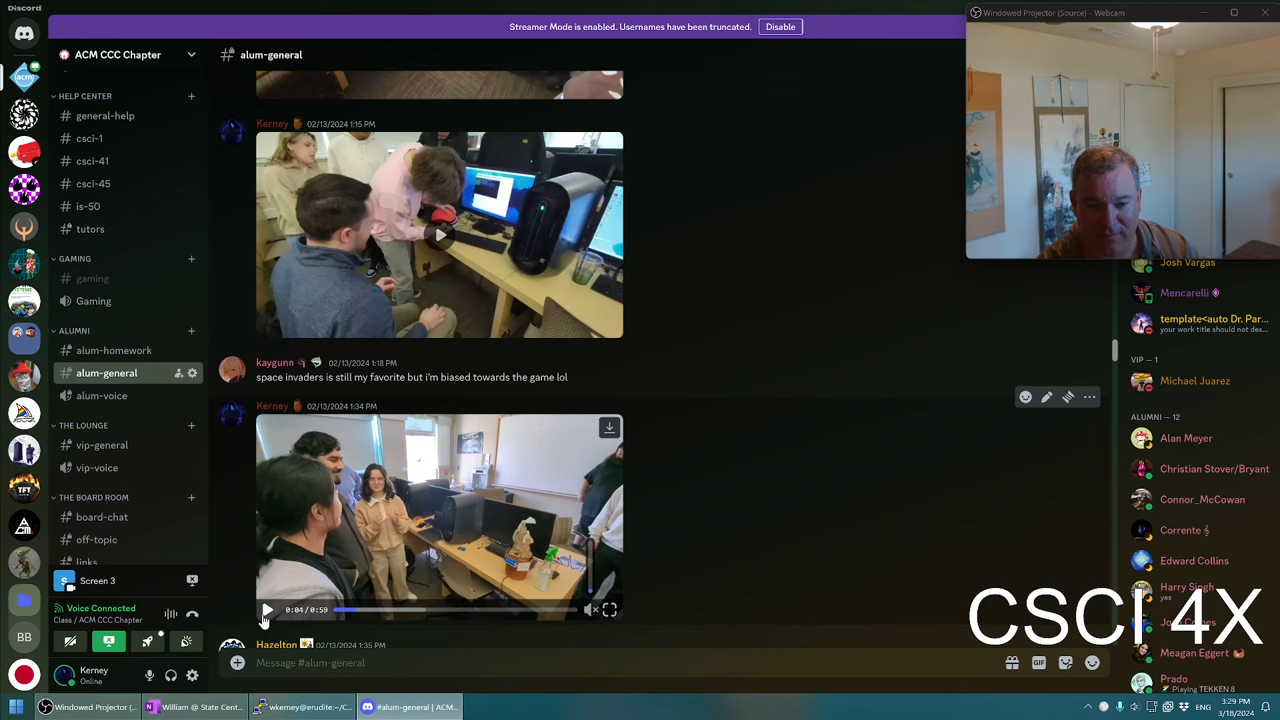 Discord
Streamer Mode is enabled. Usernames have been truncated.
Disable
Windowed Projector (Source) - Webcam
ACM CCC Chapter
alum-general
HELP CENTER
general-help
csci-1
csci-41
csci-45
is-50
tutors
GAMING
gaming
Gaming
ALUMNI
alum-homework
alum-general
alum-voice
THE LOUNGE
vip-general
vip-voice
THE BOARD ROOM
board-chat
off-topic
links
Screen 3
Voice Connected
Class / ACM CCC Chapter
BB
Kerney
Online
Kerney 02/13/2024 1:15 PM
kaygunn 02/13/2024 1:18 PM
space invaders is still my favorite but i'm biased towards the game lol
Kerney 02/13/2024 1:34 PM
0:04 / 0:59
Hazelton 02/13/2024 1:35 PM
Message #alum-general
GIF
Josh Vargas
Mencarelli
template<auto Dr. Par...
your work title should not des...
VIP — 1
Michael Juarez
ALUMNI — 12
Alan Meyer
Christian Stover/Bryant
Connor_McCowan
Corrente
Edward Collins
Harry Singh
yes
Meagan Eggert
Prado
Playing TEKKEN 8
CSCI 4X
Windowed Projector (...
William @ State Cent...
wkerney@erudite:~/C...
#alum-general | ACM...
ENG
3:29 PM
3/18/2024